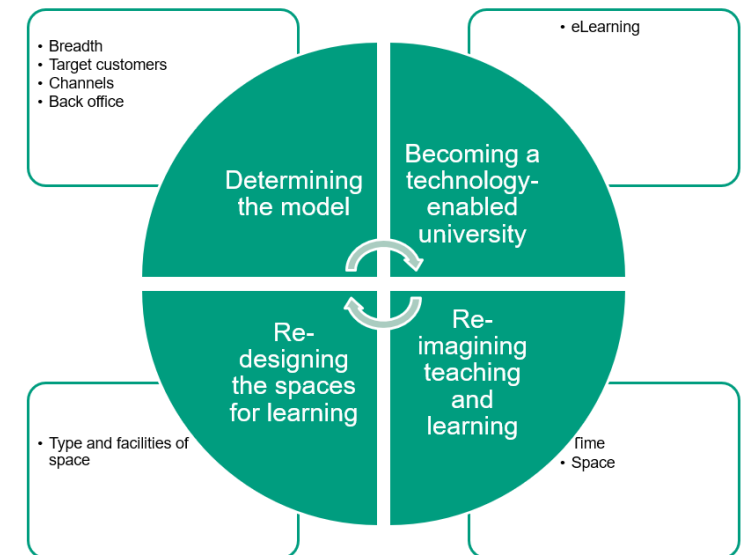 • Breadth
• Target customers
• Channels
• Back office
• eLearning
Determining
the model
Becoming a
technology-
enabled
university
Re-
designing
the spaces
for learning
Re-
imagining
teaching
and
learning
• Type and facilities of
space
Time
• Space